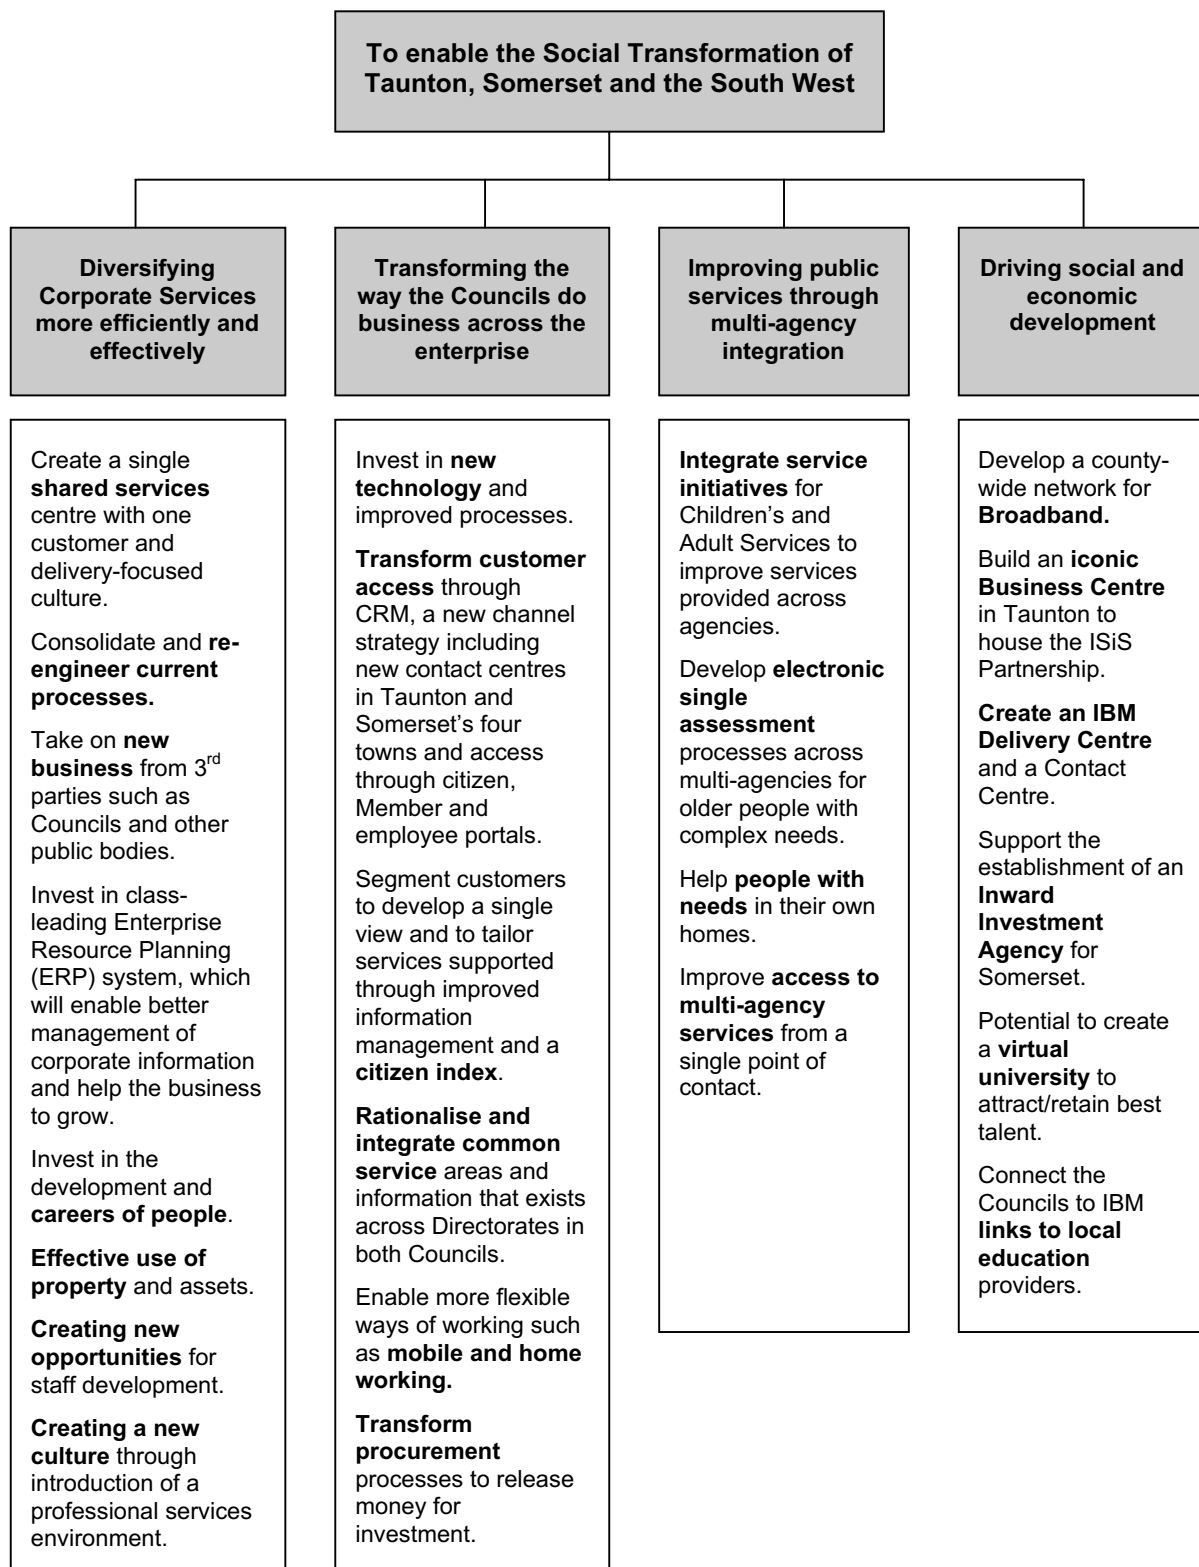 To enable the Social Transformation of
Taunton, Somerset and the South West
Diversifying
Corporate Services
more efficiently and
effectively
Transforming the
way the Councils do
business across the
enterprise
Improving public
services through
multi-agency
integration
Driving social and
economic
development
Create a single
shared services
centre with one
customer and
delivery-focused
culture.
Consolidate and re-
engineer current
processes.
Take on new
business from 3rd
parties such as
Councils and other
public bodies.
Invest in class-
leading Enterprise
Resource Planning
(ERP) system, which
will enable better
management of
corporate information
and help the business
to grow.
Invest in the
development and
careers of people.
Effective use of
property and assets.
Creating new
opportunities for
staff development.
Creating a new
culture through
introduction of a
professional services
environment.
Invest in new
technology and
improved processes.
Transform customer
access through
CRM, a new channel
strategy including
new contact centres
in Taunton and
Somerset’s four
towns and access
through citizen,
Member and
employee portals.
Segment customers
to develop a single
view and to tailor
services supported
through improved
information
management and a
citizen index.
Rationalise and
integrate common
service areas and
information that exists
across Directorates in
both Councils.
Enable more flexible
ways of working such
as mobile and home
working.
Transform
procurement
processes to release
money for
investment.
Integrate service
initiatives for
Children’s and
Adult Services to
improve services
provided across
agencies.
Develop electronic
single
assessment
processes across
multi-agencies for
older people with
complex needs.
Help people with
needs in their own
homes.
Improve access to
multi-agency
services from a
single point of
contact.
Develop a county-
wide network for
Broadband.
Build an iconic
Business Centre
in Taunton to
house the ISiS
Partnership.
Create an IBM
Delivery Centre
and a Contact
Centre.
Support the
establishment of an
Inward
Investment
Agency for
Somerset.
Potential to create
a virtual
university to
attract/retain best
talent.
Connect the
Councils to IBM
links to local
education
providers.